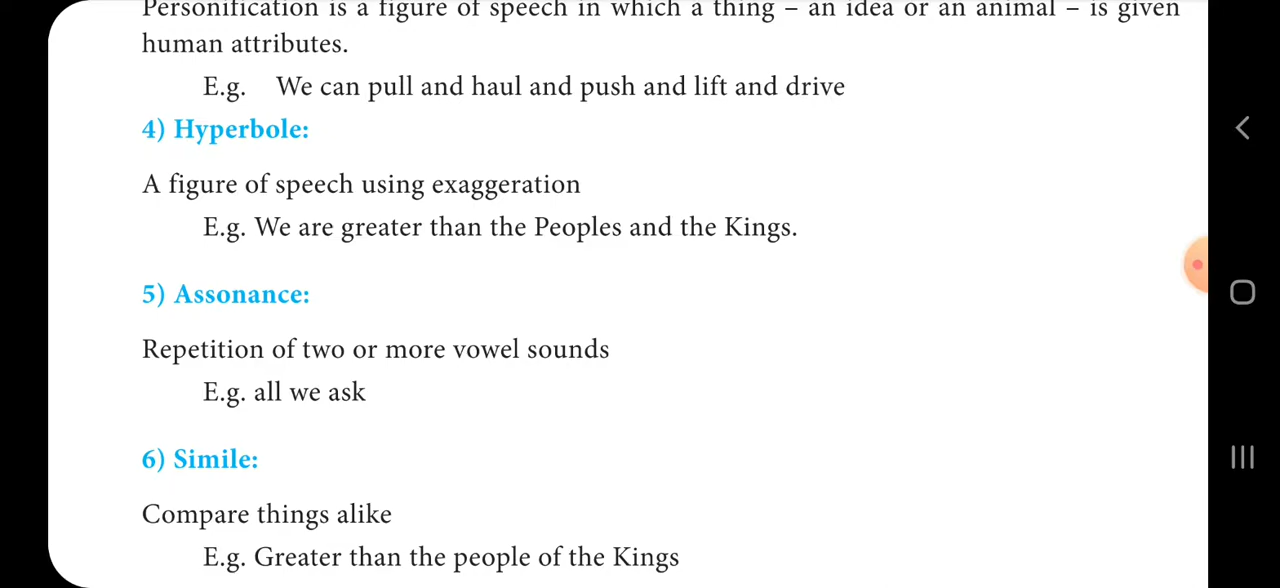 Personification is a figure of speech in which a thing – an idea or an animal – is given
human attributes.
E.g. We can pull and haul and push and lift and drive
4) Hyperbole:
A figure of speech using exaggeration
E.g. We are greater than the Peoples and the Kings.
5) Assonance:
Repetition of two or more vowel sounds
E.g. all we ask
6) Simile:
Compare things alike
E.g. Greater than the people of the Kings